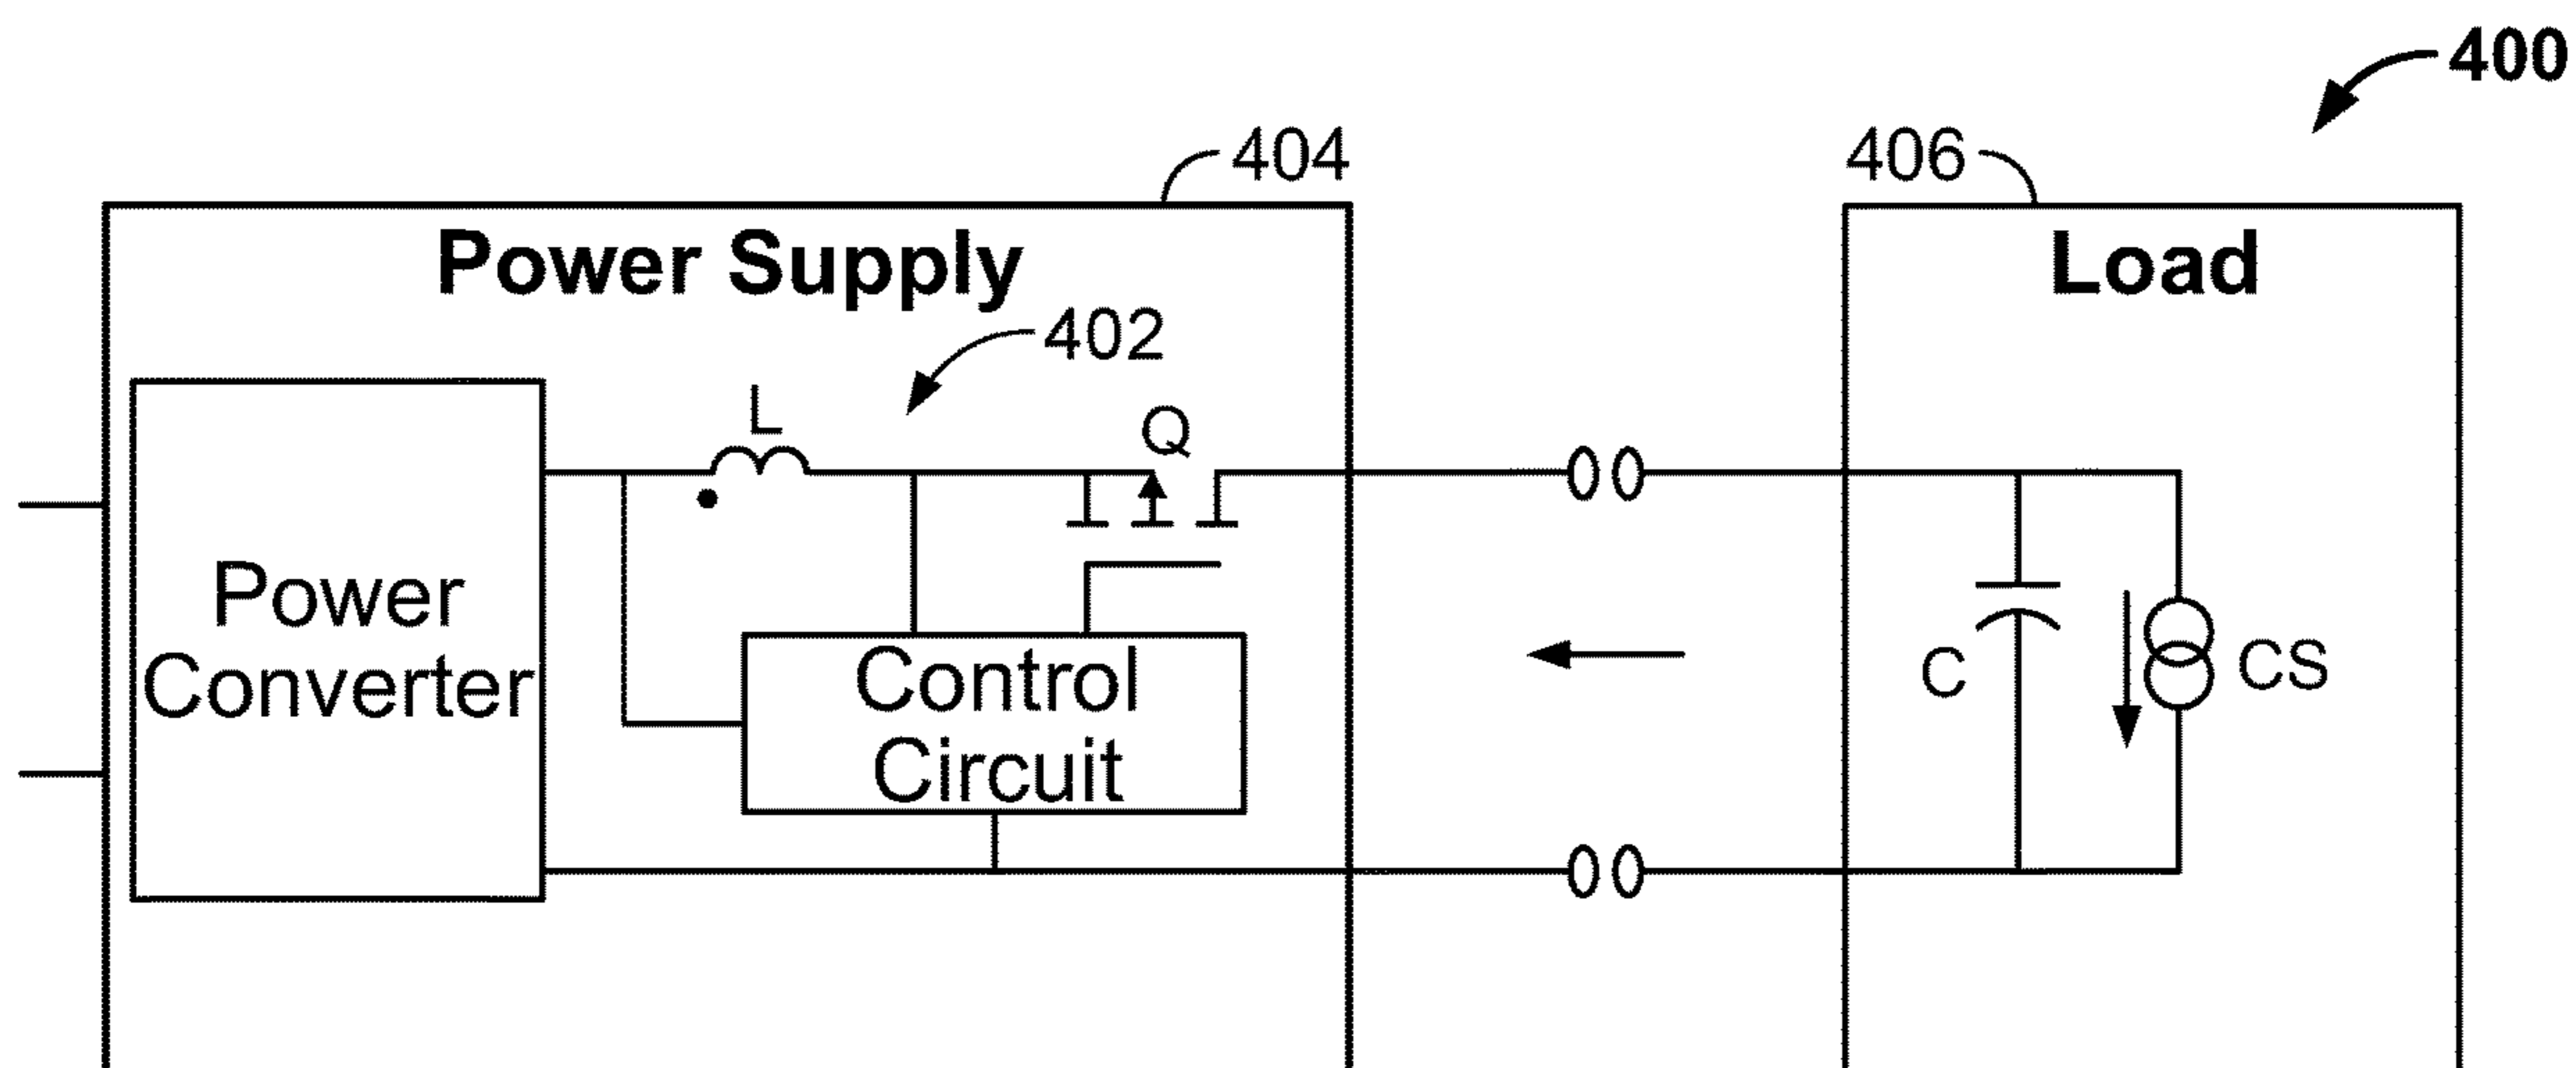 400
404
406
Power Supply
Load
402
L
Q
Power
Converter
Control
Circuit
C
CS